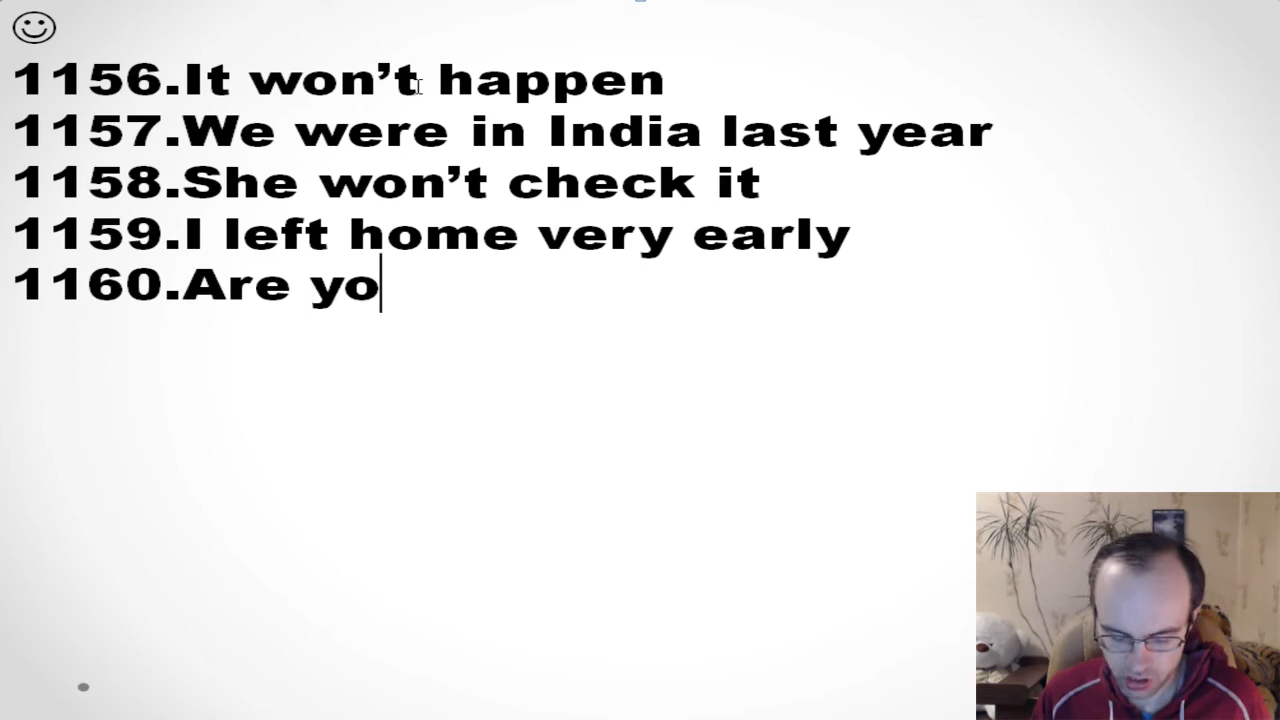 1156.It won’t happen
1157.We were in India last year
1158.She won’t check it
1159.I left home very early
1160.Are yo